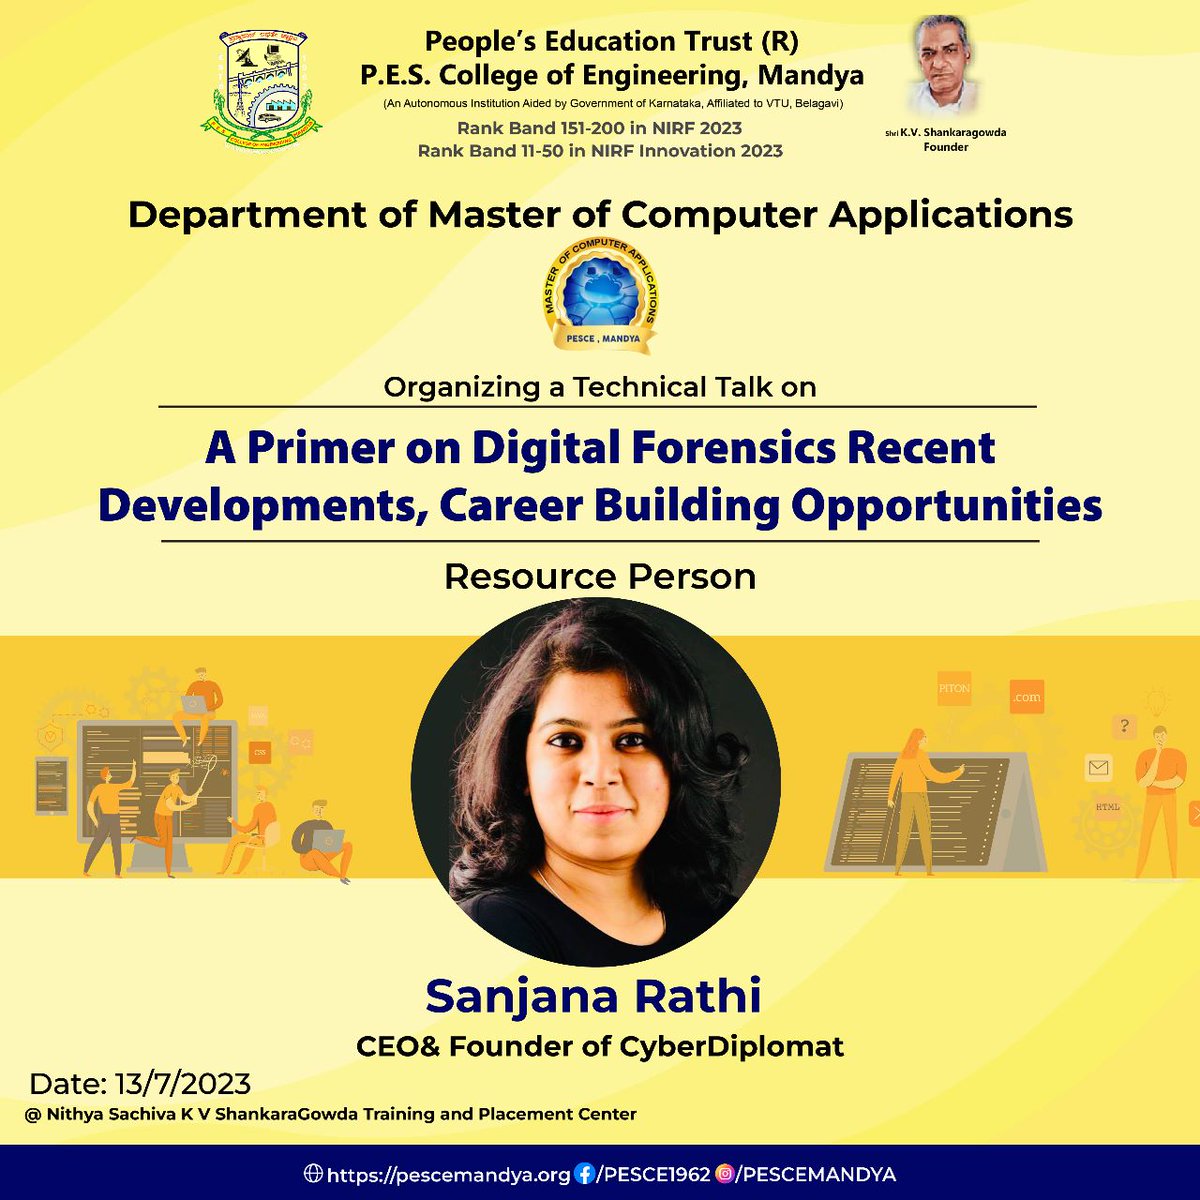 People's Education Trust (R)
P.E.S. College of Engineering, Mandya
(An Autonomous Institution Aided by Government of Karnataka, Affiliated to VTU, Belagavi)
Rank Band 151-200 in NIRF 2023
Rank Band 11-50 in NIRF Innovation 2023
Shri K.V. Shankaragowda
Founder
P.E.S. COLLEGE OF ENGINEERING MANDYA
Department of Master of Computer Applications
MASTER OF COMPUTER APPLICATIONS
PESCE , MANDYA
Organizing a Technical Talk on
A Primer on Digital Forensics Recent
Developments, Career Building Opportunities
Resource Person
CSS
PITON
.com
?
HTML
Sanjana Rathi
CEO& Founder of CyberDiplomat
Date: 13/7/2023
@ Nithya Sachiva K V ShankaraGowda Training and Placement Center
https://pescemandya.org /PESCE1962 /PESCEMANDYA